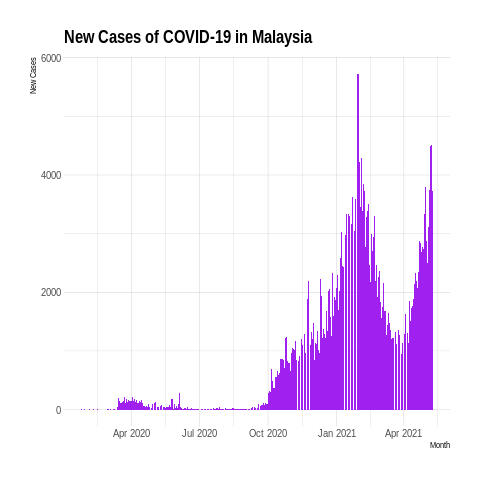 New Cases of COVID-19 in Malaysia
New Cases
6000
4000
2000
0
Apr 2020
Jul 2020
Oct 2020
Jan 2021
Apr 2021
Month